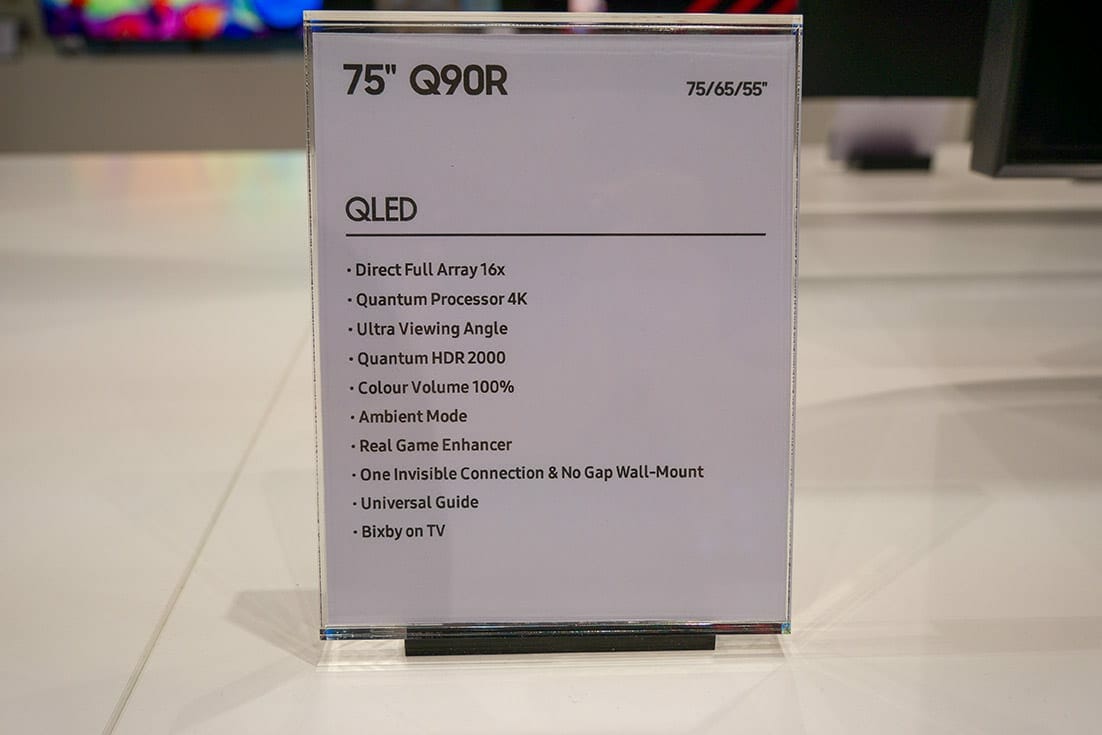 75" Q90R
75/65/55"
QLED
• Direct Full Array 16x
• Quantum Processor 4K
• Ultra Viewing Angle
• Quantum HDR 2000
• Colour Volume 100%
• Ambient Mode
• Real Game Enhancer
• One Invisible Connection & No Gap Wall-Mount
• Universal Guide
• Bixby on TV